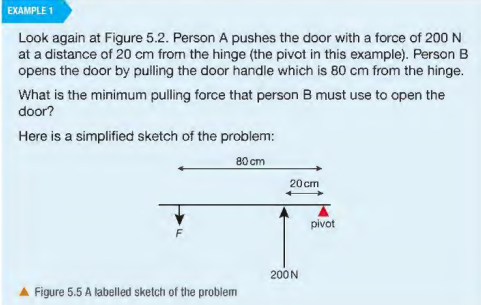 EXAMPLE 1
Look again at Figure 5.2. Person A pushes the door with a force of 200 N
at a distance of 20 cm from the hinge (the pivot in this example). Person B
opens the door by pulling the door handle which is 80 cm from the hinge.
What is the minimum pulling force that person B must use to open the
door?
Here is a simplified sketch of the problem:
80 cm
20 cm
F
pivot
200 N
Figure 5.5 A labelled sketch of the problem